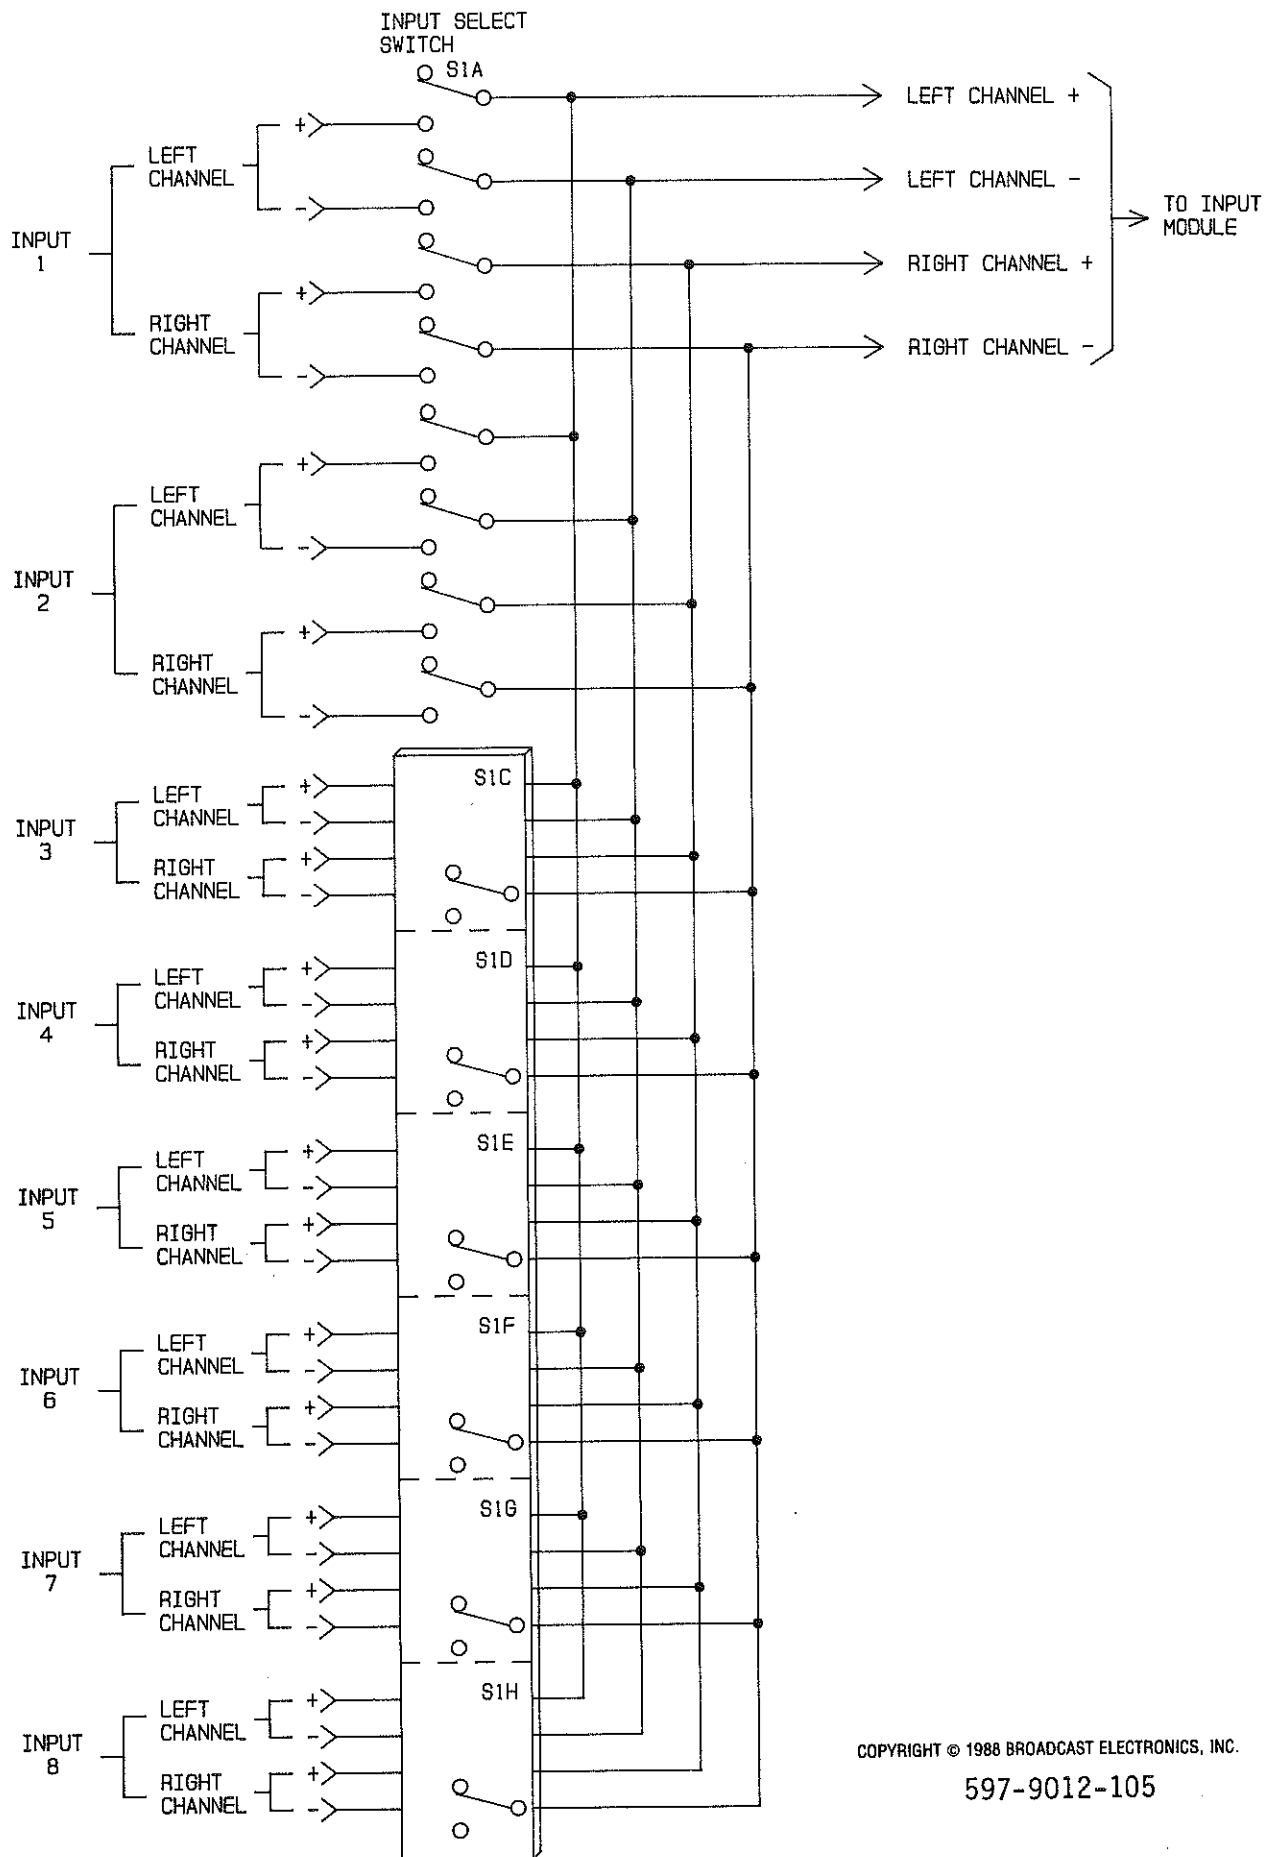 INPUT SELECT
SWITCH
S1A
LEFT CHANNEL +
LEFT CHANNEL -
RIGHT CHANNEL +
RIGHT CHANNEL -
TO INPUT
MODULE
INPUT
1
LEFT
CHANNEL
+
-
RIGHT
CHANNEL
+
-
INPUT
2
LEFT
CHANNEL
+
-
RIGHT
CHANNEL
+
-
INPUT
3
LEFT
CHANNEL
+
-
RIGHT
CHANNEL
+
-
S1C
INPUT
4
LEFT
CHANNEL
+
-
RIGHT
CHANNEL
+
-
S1D
INPUT
5
LEFT
CHANNEL
+
-
RIGHT
CHANNEL
+
-
S1E
INPUT
6
LEFT
CHANNEL
+
-
RIGHT
CHANNEL
+
-
S1F
INPUT
7
LEFT
CHANNEL
+
-
RIGHT
CHANNEL
+
-
S1G
INPUT
8
LEFT
CHANNEL
+
-
RIGHT
CHANNEL
+
-
S1H
COPYRIGHT © 1988 BROADCAST ELECTRONICS, INC.
597-9012-105